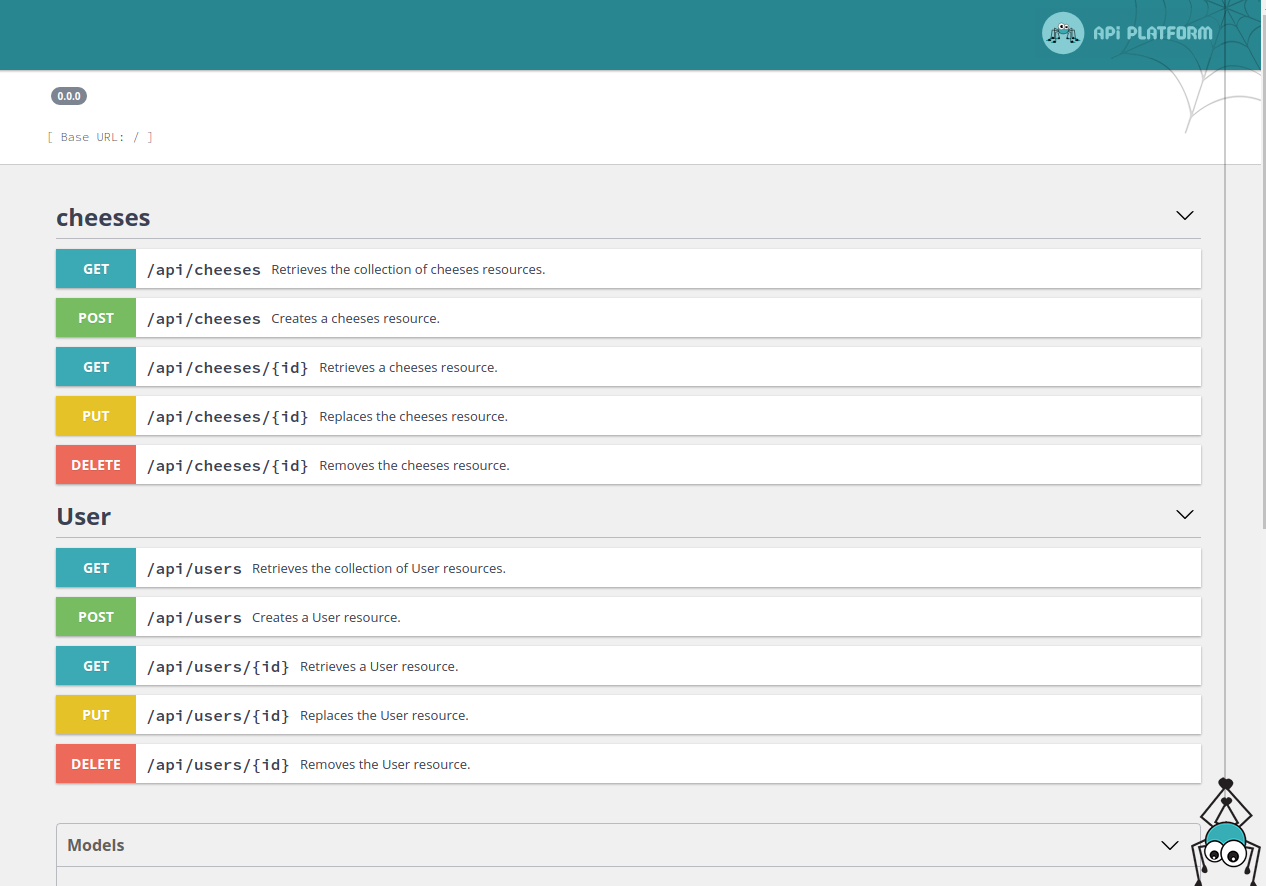 APi PLATFORM
0.0.0
[ Base URL: / ]
cheeses
GET /api/cheeses Retrieves the collection of cheeses resources.
POST /api/cheeses Creates a cheeses resource.
GET /api/cheeses/{id} Retrieves a cheeses resource.
PUT /api/cheeses/{id} Replaces the cheeses resource.
DELETE /api/cheeses/{id} Removes the cheeses resource.
User
GET /api/users Retrieves the collection of User resources.
POST /api/users Creates a User resource.
GET /api/users/{id} Retrieves a User resource.
PUT /api/users/{id} Replaces the User resource.
DELETE /api/users/{id} Removes the User resource.
Models